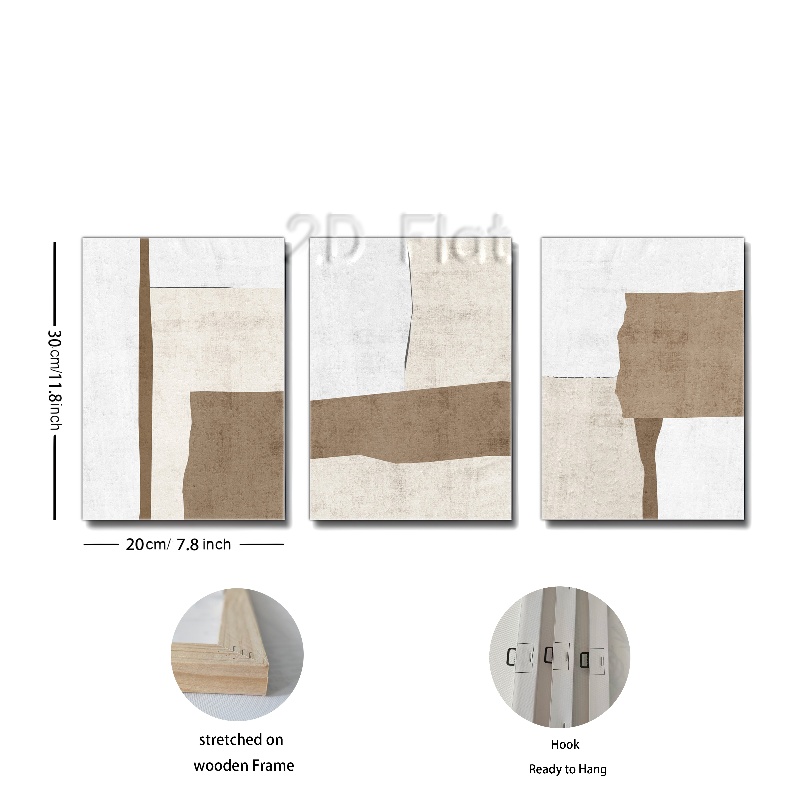 2D Flat
30cm/11.8inch
20cm/ 7.8 inch
stretched on
wooden Frame
Hook
Ready to Hang